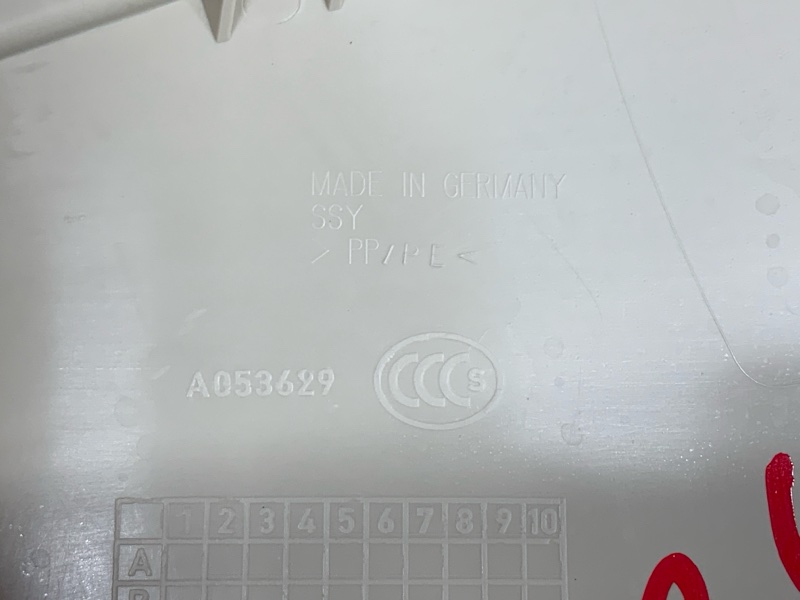 MADE IN GERMANY
SSY
> PP/PE <
A053629
CCC S
1 2 3 4 5 6 7 8 9 10
A